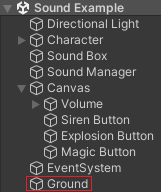 Sound Example
Directional Light
Character
Sound Box
Sound Manager
Canvas
Volume
Siren Button
Explosion Button
Magic Button
EventSystem
Ground